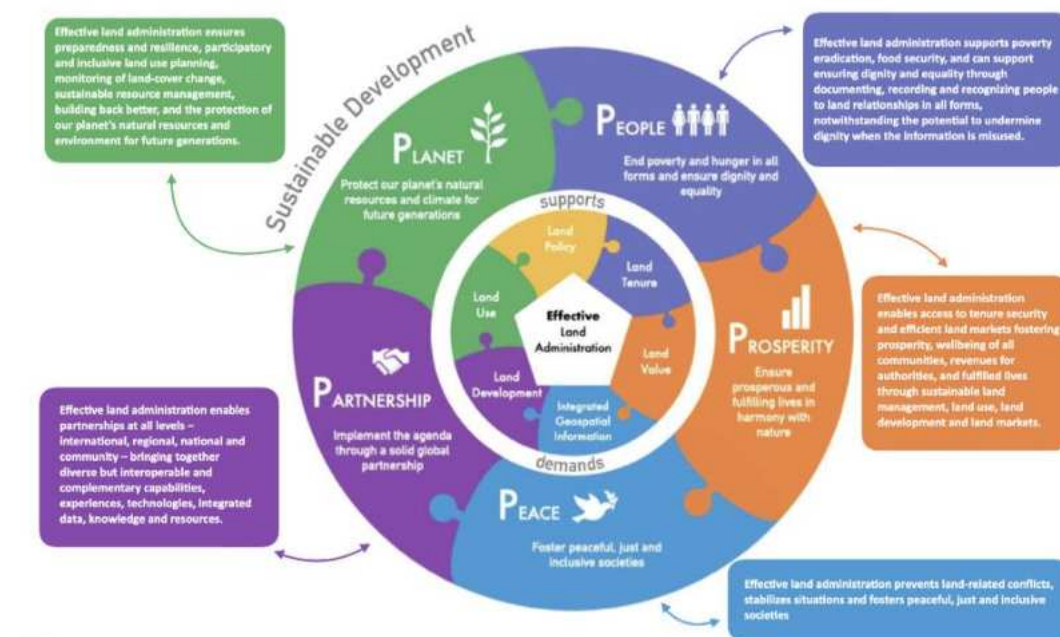 Effective land administration ensures
preparedness and resilience, participatory
and inclusive land use planning,
monitoring of land-cover change,
sustainable resource management,
building back better, and the protection of
our planet's natural resources and
environment for future generations.
Sustainable Development
Effective land administration supports poverty
eradication, food security, and can support
ensuring dignity and equality through
documenting, recording and recognizing people
to land relationships in all forms,
notwithstanding the potential to undermine
dignity when the information is misused.
PLANET
Protect our planet's natural
resources and climate for
future generations
PEOPLE
End poverty and hunger in all
forms and ensure dignity and
equality
supports
Land
Policy
Land
Tenure
Land
Use
Effective
Land
Administration
Land
Value
Land
Development
Integrated
Geospatial
Information
demands
PROSPERITY
Ensure
prosperous and
fulfilling lives in
harmony with
nature
Effective land administration
enables access to tenure security
and efficient land markets fostering
prosperity, wellbeing of all
communities, revenues for
authorities, and fulfilled lives
through sustainable land
management, land use, land
development and land markets.
PARTNERSHIP
Implement the agenda
through a solid global
partnership
Effective land administration enables
partnerships at all levels –
international, regional, national and
community – bringing together
diverse but interoperable and
complementary capabilities,
experiences, technologies, integrated
data, knowledge and resources.
PEACE
Foster peaceful, just and
inclusive societies
Effective land administration prevents land-related conflicts,
stabilizes situations and fosters peaceful, just and inclusive
societies